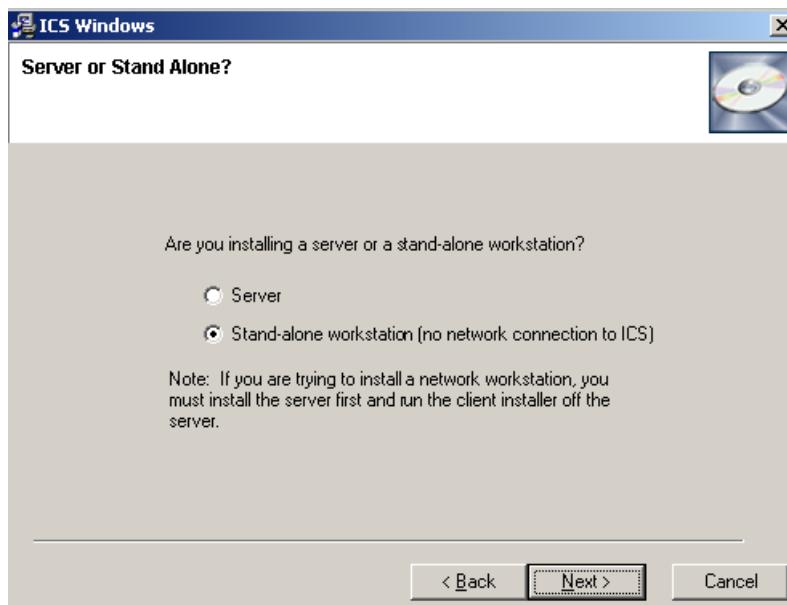 ICS Windows
Server or Stand Alone?
Are you installing a server or a stand-alone workstation?
Server
Stand-alone workstation (no network connection to ICS)
Note:  If you are trying to install a network workstation, you
must install the server first and run the client installer off the
server.
< Back
Next >
Cancel